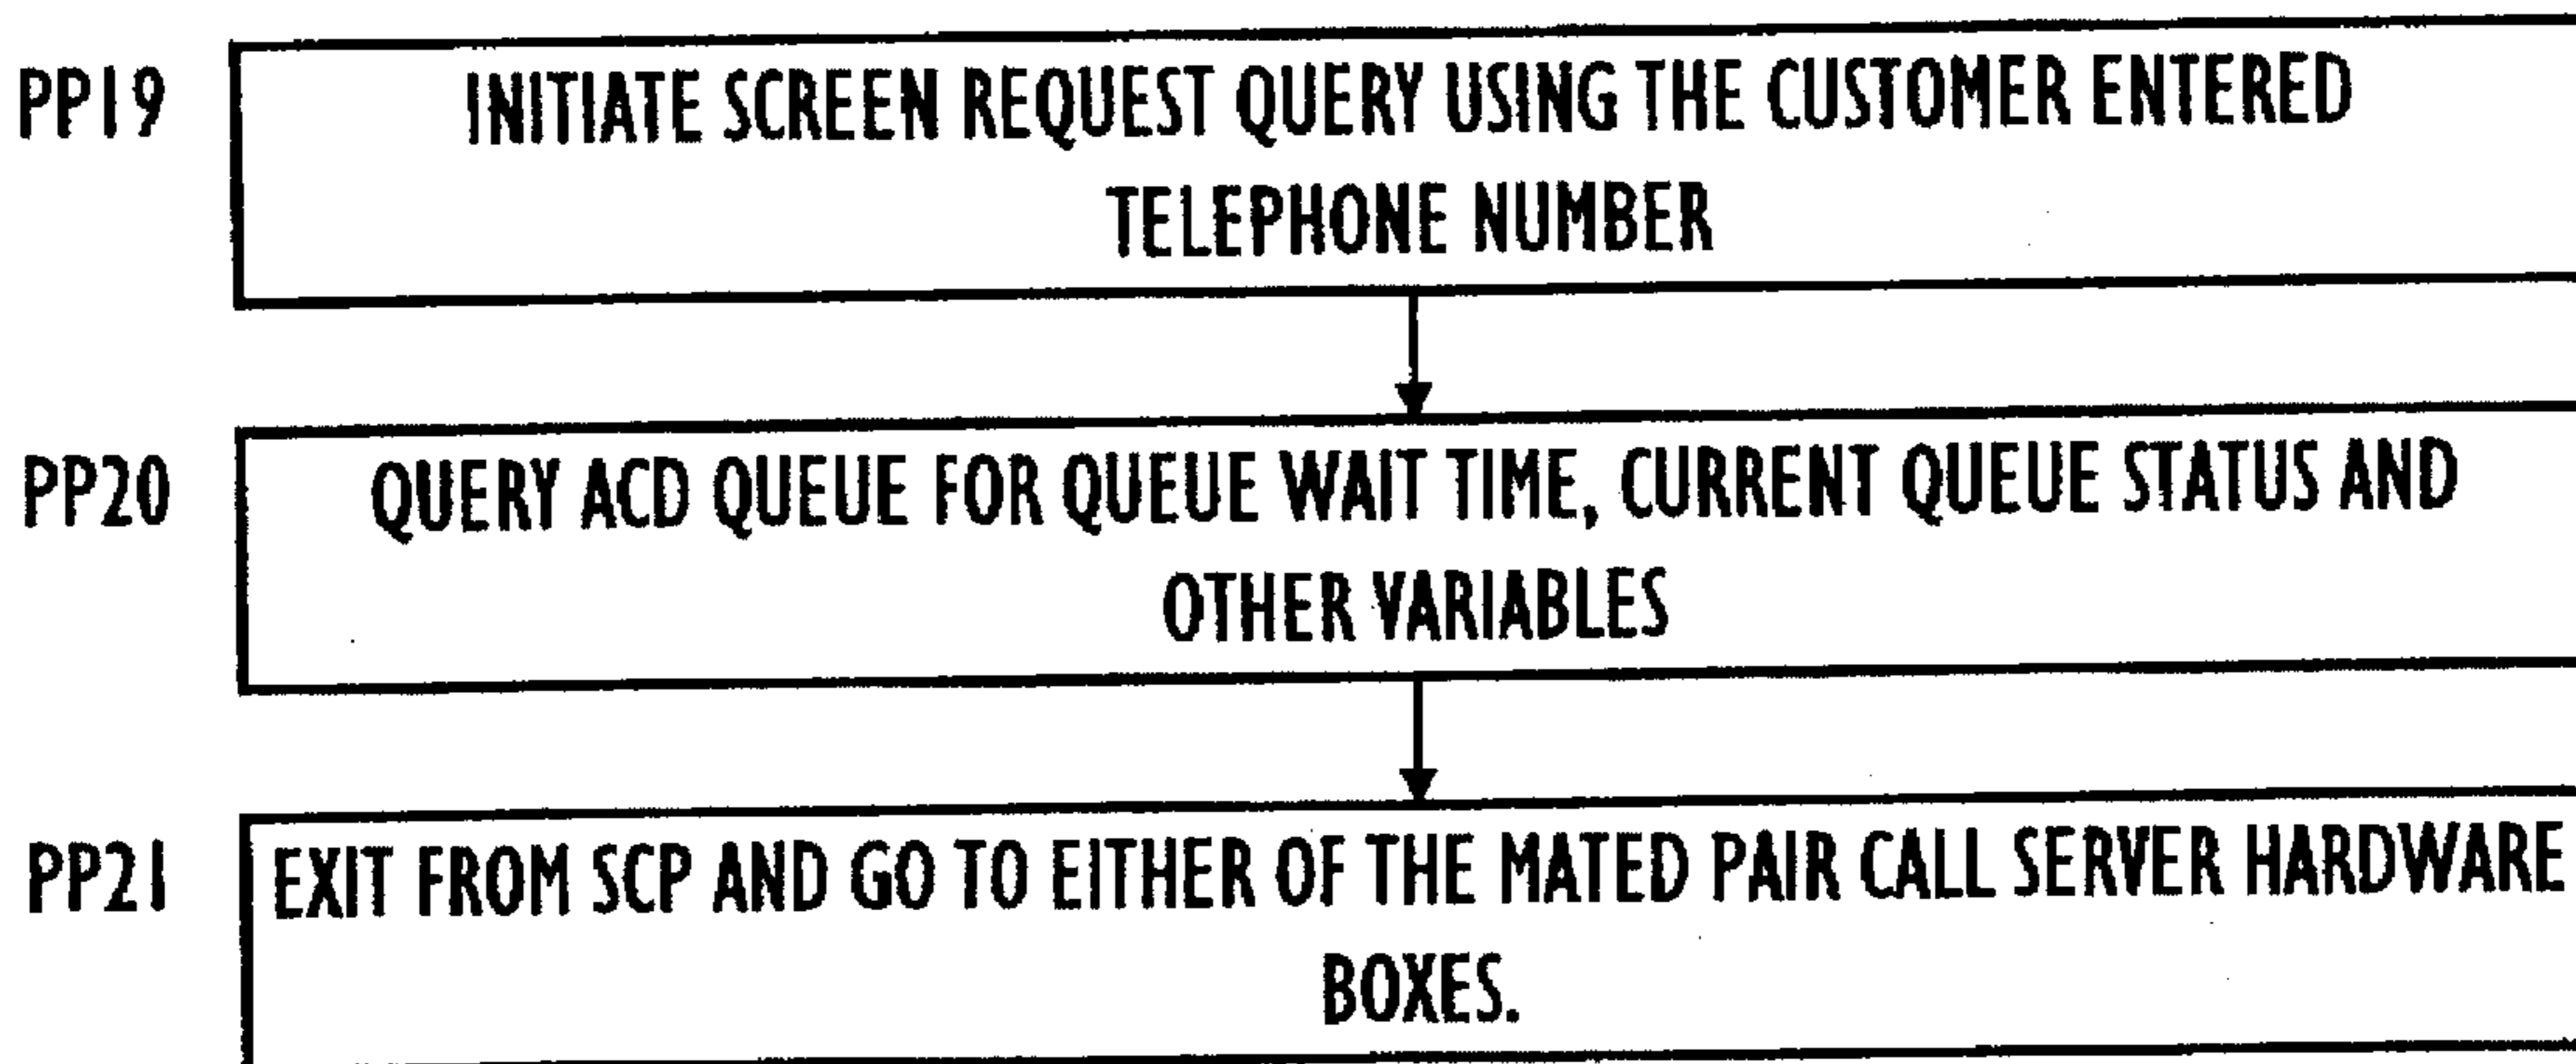 PP19
INITIATE SCREEN REQUEST QUERY USING THE CUSTOMER ENTERED
TELEPHONE NUMBER
PP20
QUERY ACD QUEUE FOR QUEUE WAIT TIME, CURRENT QUEUE STATUS AND
OTHER VARIABLES
PP21
EXIT FROM SCP AND GO TO EITHER OF THE MATED PAIR CALL SERVER HARDWARE
BOXES.